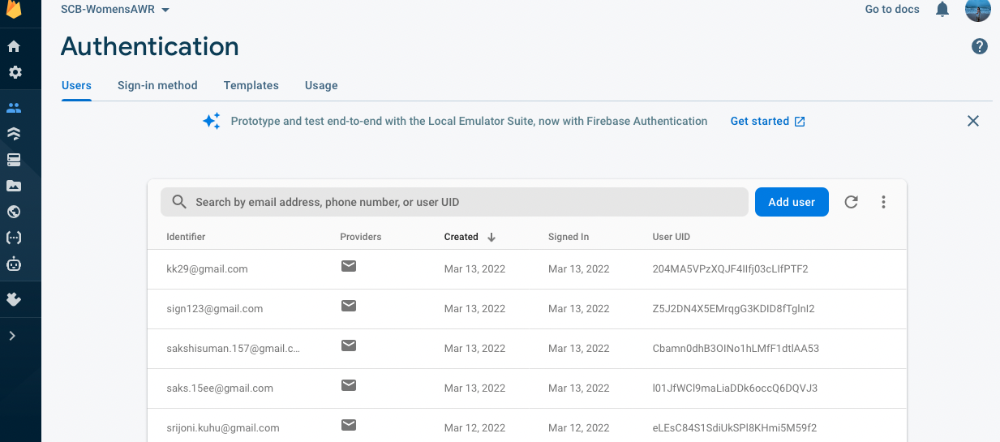 SCB-WomensAWR Go to docs
Authentication
Users Sign-in method Templates Usage
Prototype and test end-to-end with the Local Emulator Suite, now with Firebase Authentication Get started
Search by email address, phone number, or user UID Add user
Identifier Providers Created Signed In User UID
kk29@gmail.com Mar 13, 2022 Mar 13, 2022 204MA5VPzXQJF4lIfj03cLIfPTF2
sign123@gmail.com Mar 13, 2022 Mar 13, 2022 Z5J2DN4X5EMrqgG3KDID8fTglnI2
sakshisuman.157@gmail.c... Mar 13, 2022 Mar 13, 2022 Cbamn0dhB3OINo1hLMfF1dtlAA53
saks.15ee@gmail.com Mar 13, 2022 Mar 13, 2022 l01JfWCl9maLiaDDk6occQ6DQVJ3
srijoni.kuhu@gmail.com Mar 12, 2022 Mar 12, 2022 eLEsC84S1SdiUkSPl8KHmi5M59f2